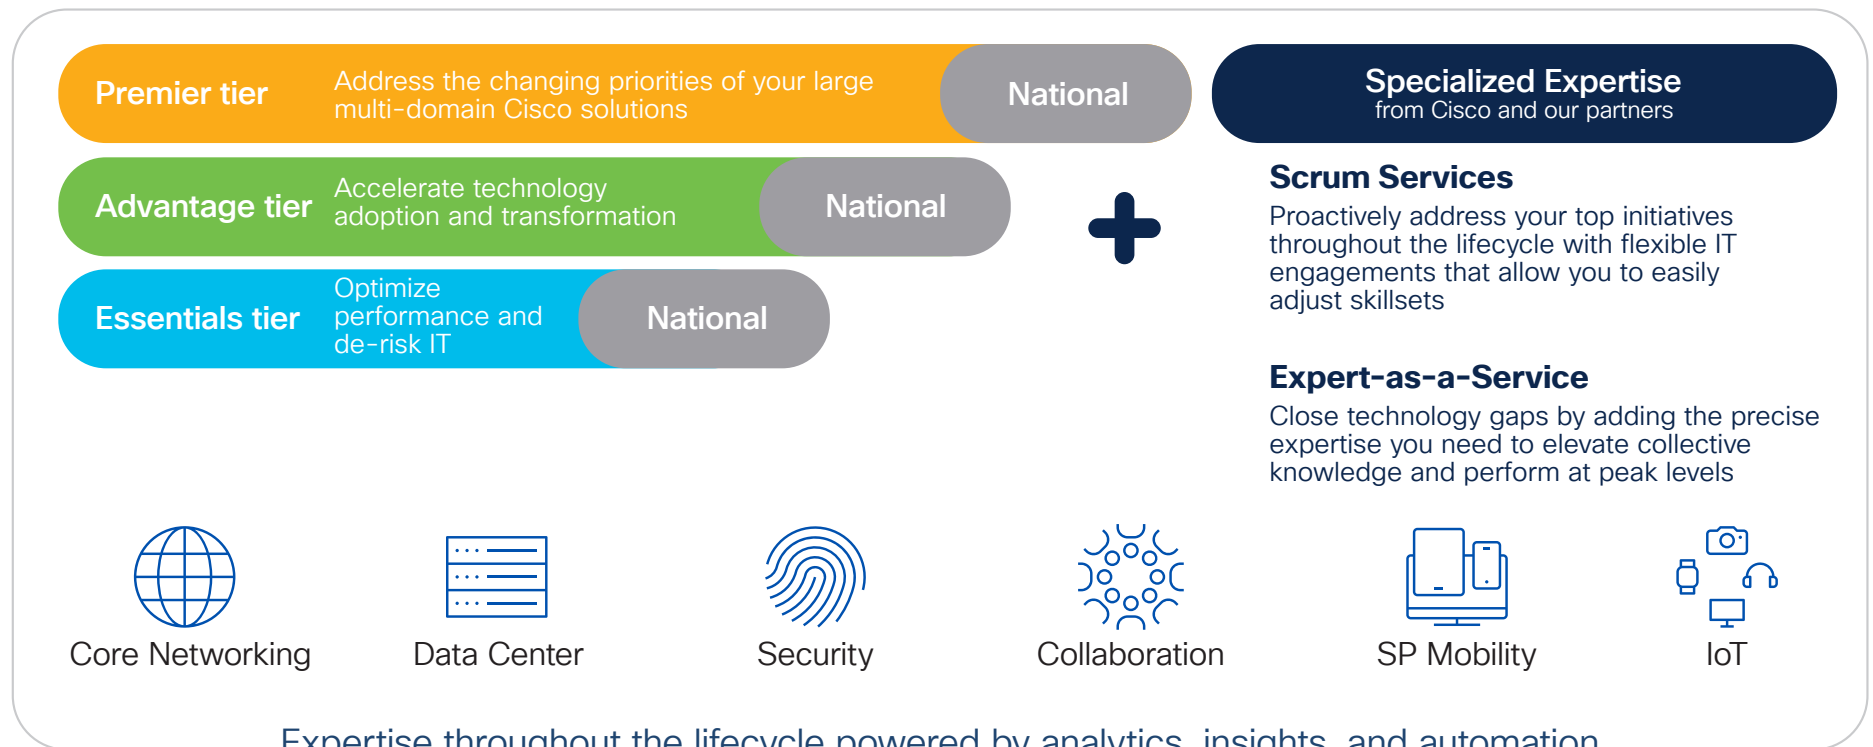 Premier tier
Address the changing priorities of your large
multi-domain Cisco solutions
National
Advantage tier
Accelerate technology
adoption and transformation
National
Essentials tier
Optimize
performance and
de-risk IT
National
Specialized Expertise
from Cisco and our partners
Scrum Services
Proactively address your top initiatives
throughout the lifecycle with flexible IT
engagements that allow you to easily
adjust skillsets
Expert-as-a-Service
Close technology gaps by adding the precise
expertise you need to elevate collective
knowledge and perform at peak levels
Core Networking
Data Center
Security
Collaboration
SP Mobility
IoT
Expertise throughout the lifecycle powered by analytics, insights, and automation